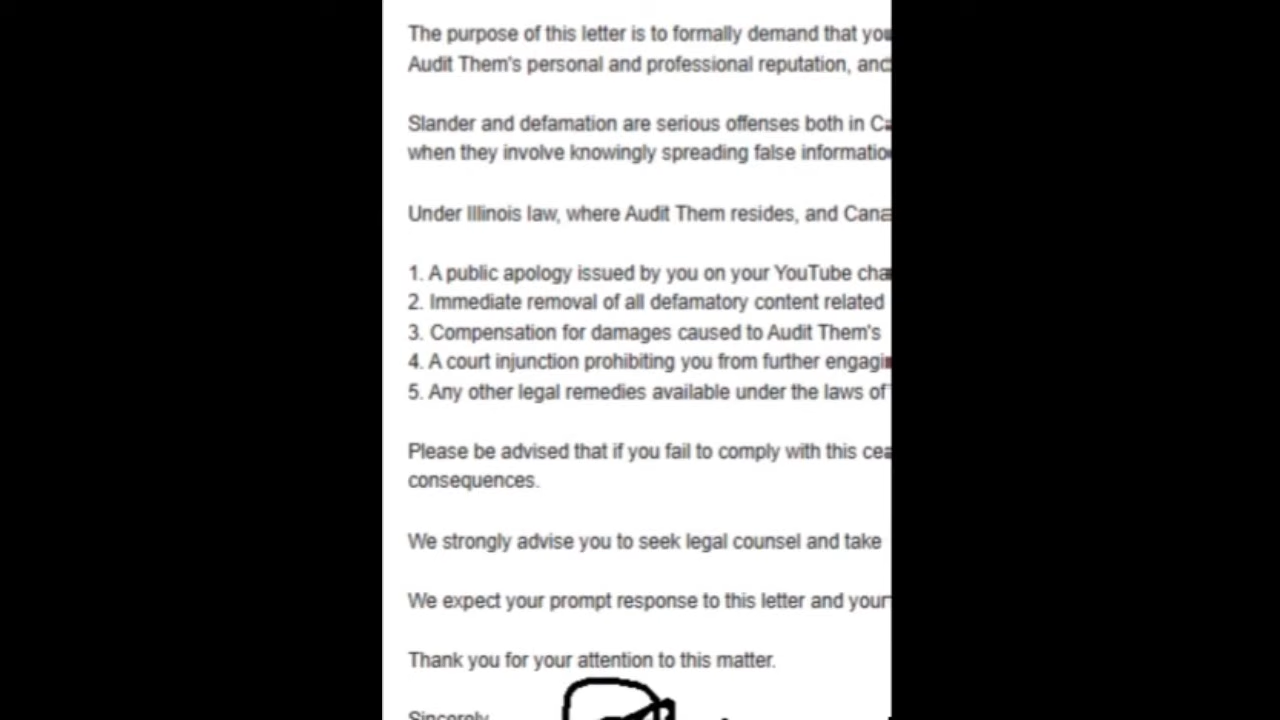 The purpose of this letter is to formally demand that you
Audit Them's personal and professional reputation, and
Slander and defamation are serious offenses both in Ca
when they involve knowingly spreading false informatio
Under Illinois law, where Audit Them resides, and Cana
1. A public apology issued by you on your YouTube cha
2. Immediate removal of all defamatory content related
3. Compensation for damages caused to Audit Them's
4. A court injunction prohibiting you from further engagi
5. Any other legal remedies available under the laws of
Please be advised that if you fail to comply with this cea
consequences.
We strongly advise you to seek legal counsel and take
We expect your prompt response to this letter and your
Thank you for your attention to this matter.
Sincerely